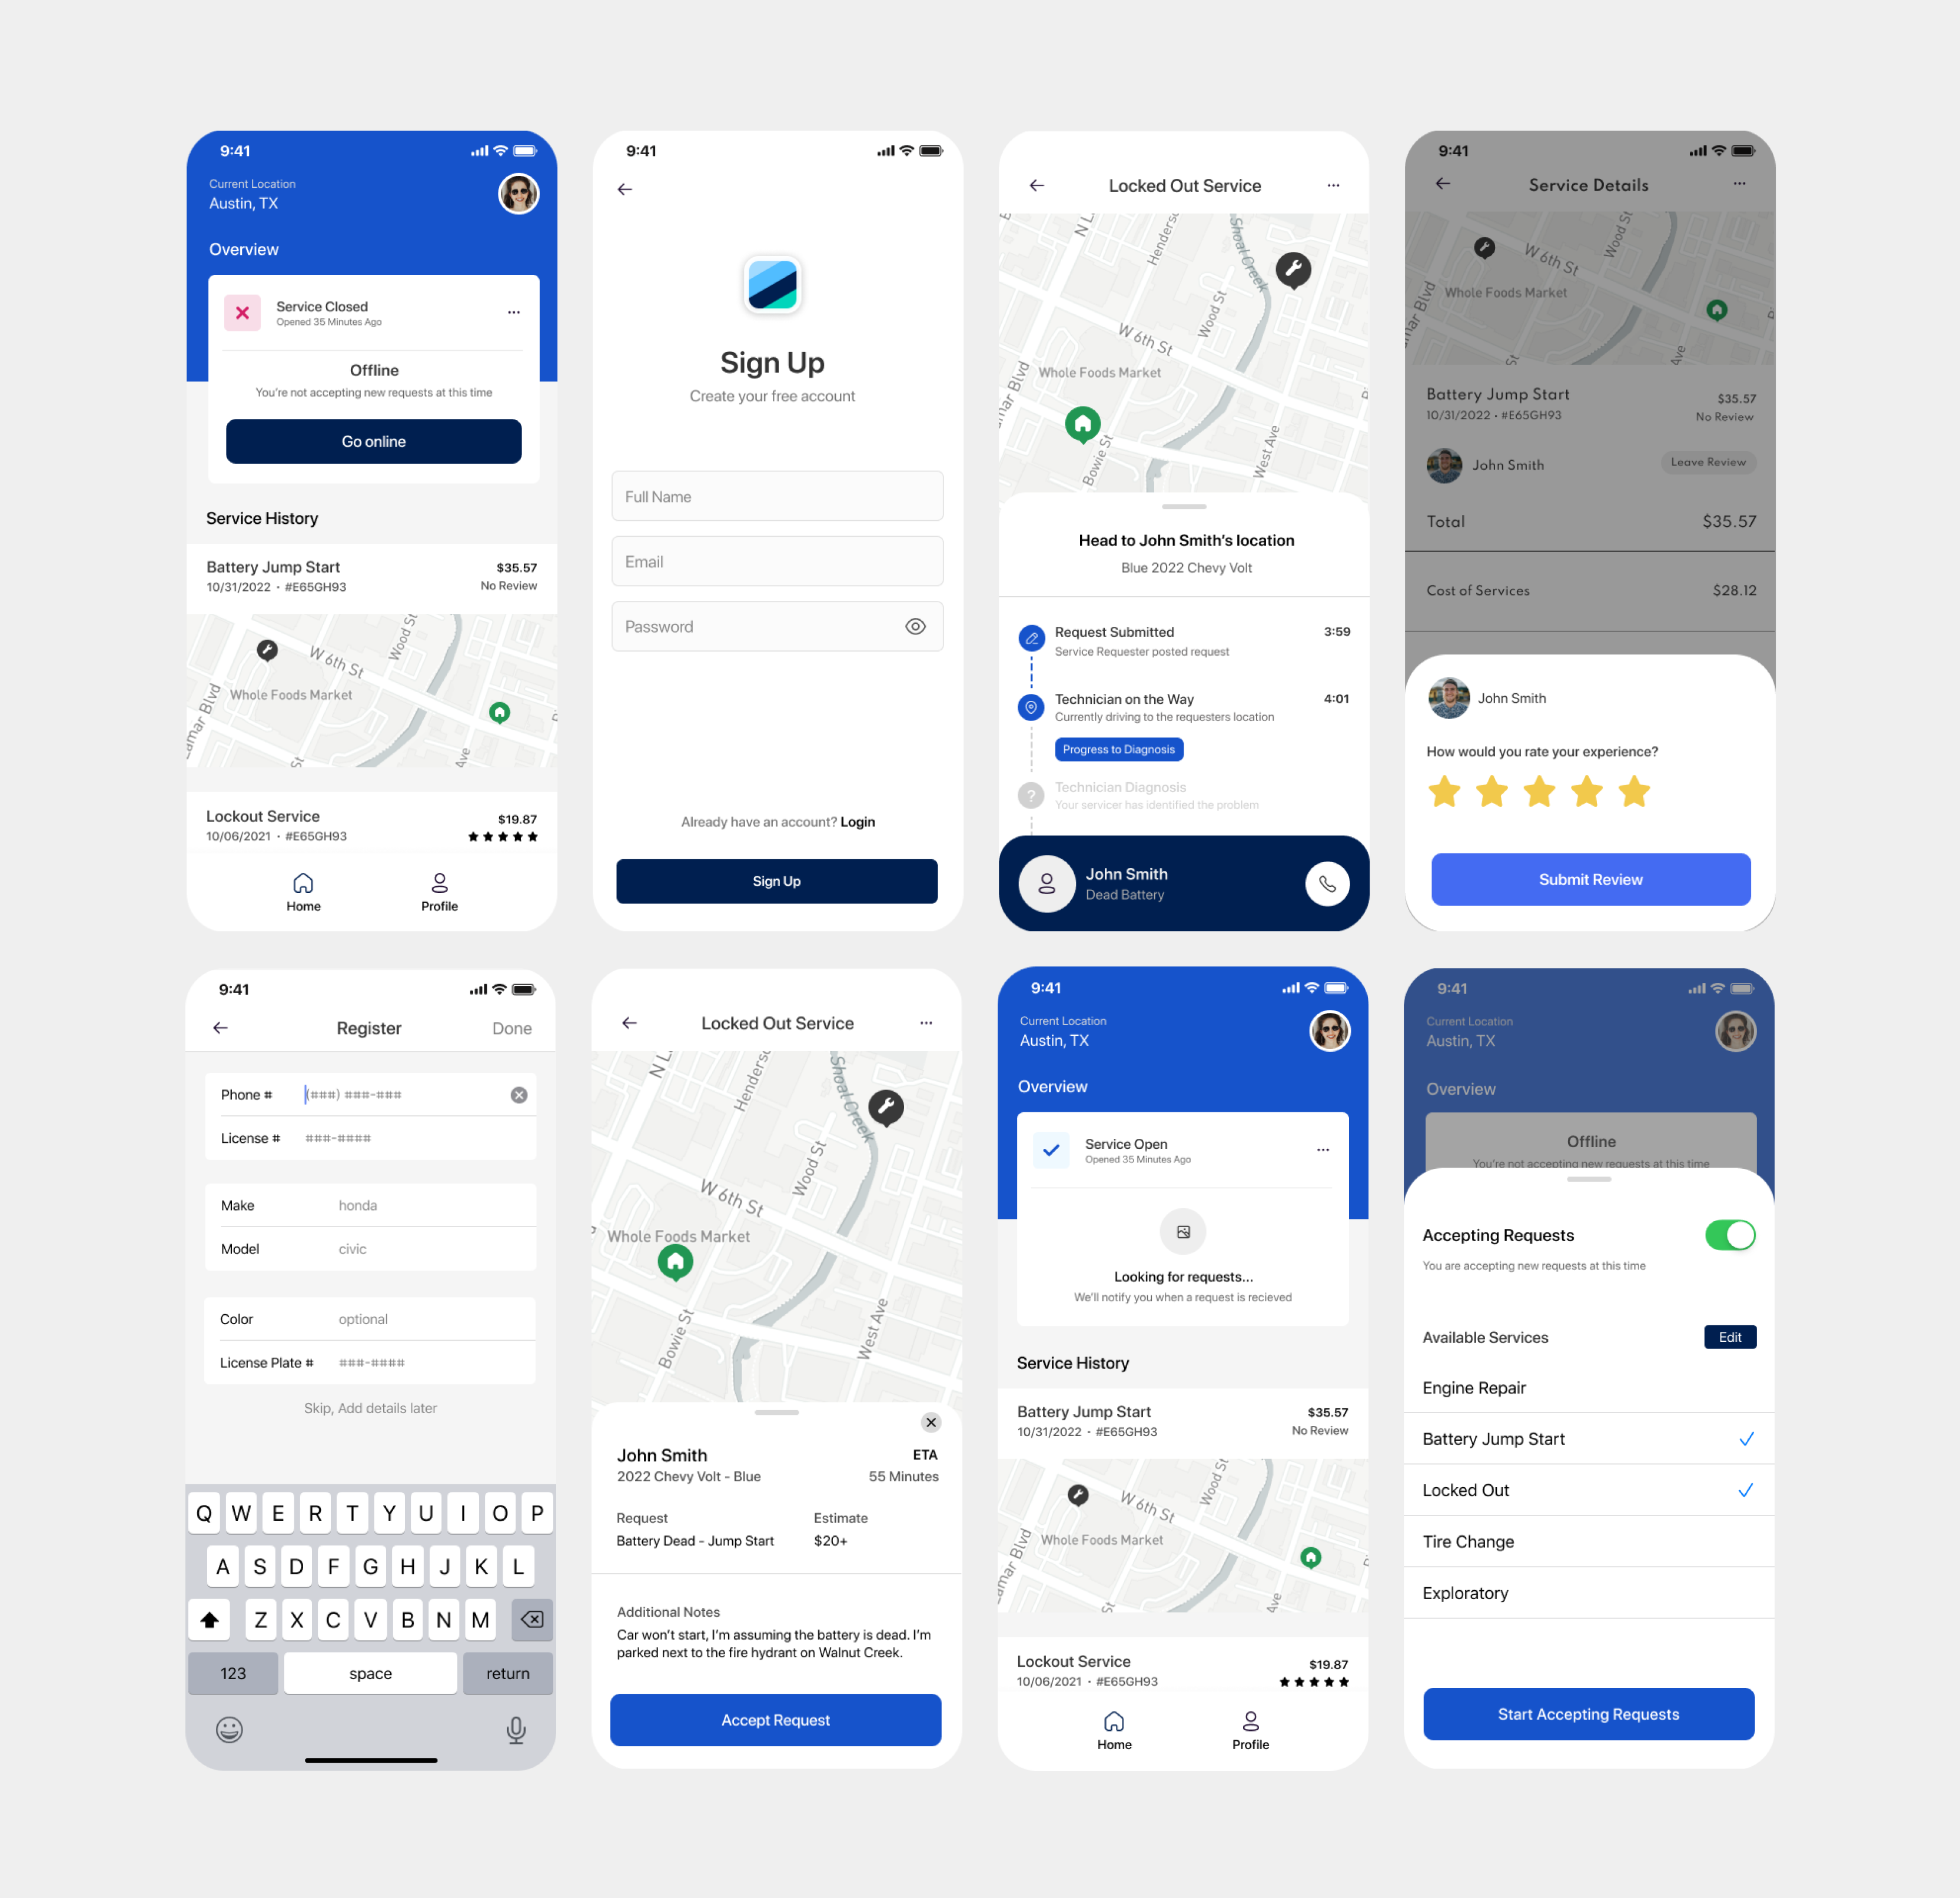 9:41
Current Location
Austin, TX
Overview
Service Closed
Opened 35 Minutes Ago
Offline
You're not accepting new requests at this time
Go online
Service History
Battery Jump Start
$35.57
10/31/2022 • #E65GH93
No Review
Wood St
W 6th St
Whole Foods Market
amar Blvd
St
Ave
Lockout Service
$19.87
10/06/2021 • #E65GH93
Home
Profile
9:41
Sign Up
Create your free account
Full Name
Email
Password
Already have an account? Login
Sign Up
Locked Out Service
N L
Henders
Shoal Creek
Wood St
W 6th St
Whole Foods Market
mar Blvd
Bowie St
West Ave
Head to John Smith's location
Blue 2022 Chevy Volt
Request Submitted
3:59
Service Requester posted request
Technician on the Way
4:01
Currently driving to the requesters location
Progress to Diagnosis
?
Technician Diagnosis
Your servicer has identified the problem
John Smith
Dead Battery
9:41
Service Details
Wood St
W 6th St
Whole Foods Market
mar Blvd
St
Ave
Battery Jump Start
$35.57
10/31/2022 • #E65GH93
No Review
John Smith
Leave Review
Total
$35.57
Cost of Services
$28.12
John Smith
How would you rate your experience?
Submit Review
9:41
Register
Done
Phone #
(###) ###-###
License #
###-####
Make
honda
Model
civic
Color
optional
License Plate #
###-####
Skip, Add details later
Q W E R T Y U I O P
A S D F G H J K L
Z X C V B N M
123
space
return
Locked Out Service
N L
Henders
Shoal Creek
Wood St
W 6th St
Whole Foods Market
Bowie St
West Ave
John Smith
ETA
2022 Chevy Volt - Blue
55 Minutes
Request
Estimate
Battery Dead - Jump Start
$20+
Additional Notes
Car won't start, I'm assuming the battery is dead. I'm
parked next to the fire hydrant on Walnut Creek.
Accept Request
9:41
Current Location
Austin, TX
Overview
Service Open
Opened 35 Minutes Ago
Looking for requests...
We'll notify you when a request is recieved
Service History
Battery Jump Start
$35.57
10/31/2022 • #E65GH93
No Review
Wood St
W 6th St
Whole Foods Market
amar Blvd
St
Ave
Lockout Service
$19.87
10/06/2021 • #E65GH93
Home
Profile
9:41
Current Location
Austin, TX
Overview
Offline
You're not accepting new requests at this time
Accepting Requests
You are accepting new requests at this time
Available Services
Edit
Engine Repair
Battery Jump Start
Locked Out
Tire Change
Exploratory
Start Accepting Requests